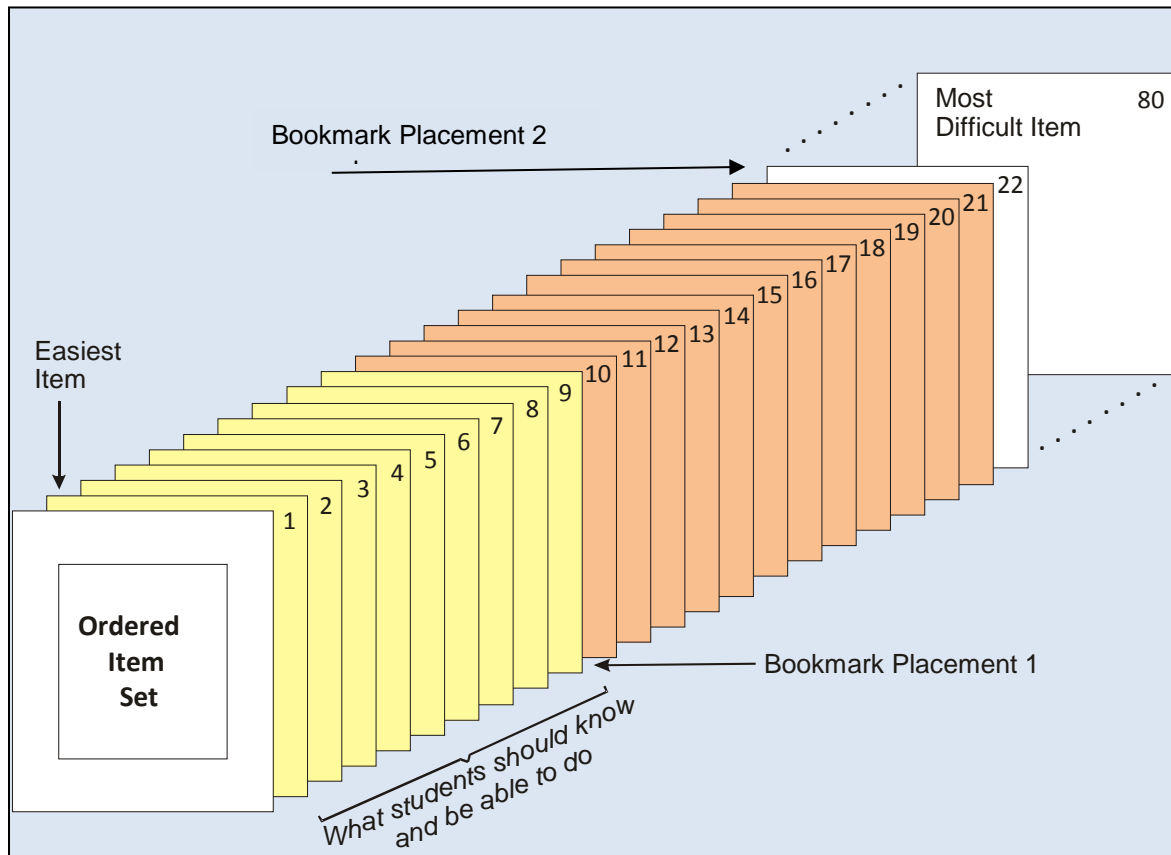 Most
Difficult Item
80
Bookmark Placement 2
22
21
20
19
18
17
16
15
14
13
12
11
10
9
8
7
6
5
4
3
2
1
Easiest
Item
Ordered
Item
Set
Bookmark Placement 1
What students should know
and be able to do